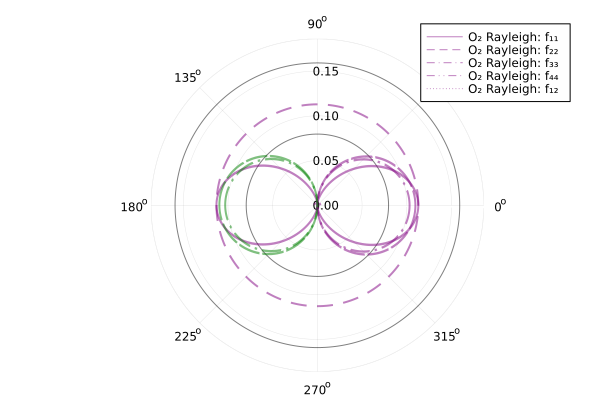 90°
O₂ Rayleigh: f₁₁
O₂ Rayleigh: f₂₂
O₂ Rayleigh: f₃₃
O₂ Rayleigh: f₄₄
O₂ Rayleigh: f₁₂
135°
0.15
0.10
0.05
180°
0.00
0°
225°
315°
270°